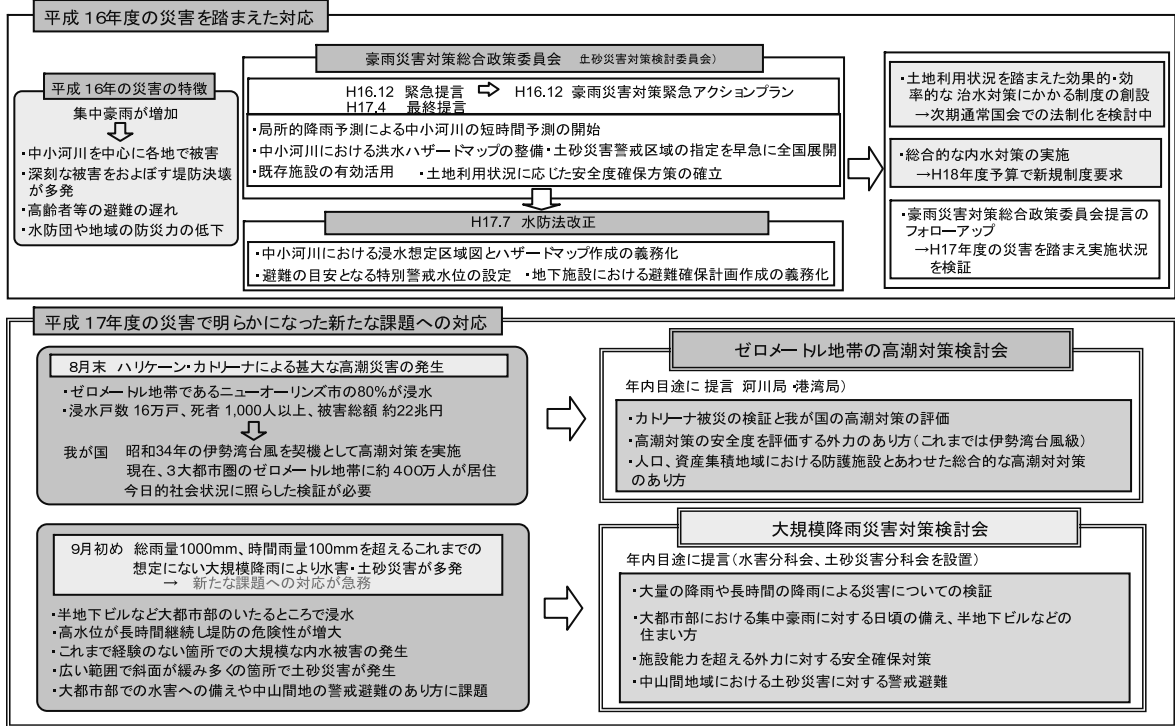 平成16年度の災害を踏まえた対応
平成16年の災害の特徴
集中豪雨が増加
・中小河川を中心に各地で被害
・深刻な被害をおよぼす堤防決壊
が多発
・高齢者等の避難の遅れ
・水防団や地域の防災力の低下
豪雨災害対策総合政策委員会 土砂災害対策検討委員会）
H16.12 緊急提言 ⇨ H16.12 豪雨災害対策緊急アクションプラン
H17.4 最終提言
・局所的降雨予測による中小河川の短時間予測の開始
・中小河川における洪水ハザードマップの整備・土砂災害警戒区域の指定を早急に全国展開
・既存施設の有効活用 ・土地利用状況に応じた安全度確保方策の確立
H17.7 水防法改正
・中小河川における浸水想定区域図とハザードマップ作成の義務化
・避難の目安となる特別警戒水位の設定 ・地下施設における避難確保計画作成の義務化
・土地利用状況を踏まえた効果的・効
率的な治水対策にかかる制度の創設
→次期通常国会での法制化を検討中
・総合的な内水対策の実施
→H18年度予算で新規制度要求
・豪雨災害対策総合政策委員会提言の
フォローアップ
→H17年度の災害を踏まえ実施状況
を検証
平成17年度の災害で明らかになった新たな課題への対応
8月末 ハリケーン・カトリーナによる甚大な高潮災害の発生
・ゼロメートル地帯であるニューオーリンズ市の80%が浸水
・浸水戸数16万戸、死者1,000人以上、被害総額 約22兆円
我が国 昭和34年の伊勢湾台風を契機として高潮対策を実施
現在、3大都市圏のゼロメートル地帯に約400万人が居住
今日的社会状況に照らした検証が必要
ゼロメートル地帯の高潮対策検討会
年内目途に提言 河川局・港湾局）
・カトリーナ被災の検証と我が国の高潮対策の評価
・高潮対策の安全度を評価する外力のあり方（これまでは伊勢湾台風級）
・人口、資産集積地域における防護施設とあわせた総合的な高潮対対策
のあり方
9月初め 総雨量1000mm、時間雨量100mmを超えるこれまでの
想定にない大規模降雨により水害・土砂災害が多発
→ 新たな課題への対応が急務
・半地下ビルなど大都市部のいたるところで浸水
・高水位が長時間継続し堤防の危険性が増大
・これまで経験のない箇所での大規模な内水被害の発生
・広い範囲で斜面が緩み多くの箇所で土砂災害が発生
・大都市部での水害への備えや中山間地の警戒避難のあり方に課題
大規模降雨災害対策検討会
年内目途に提言（水害分科会、土砂災害分科会を設置）
・大量の降雨や長時間の降雨による災害についての検証
・大都市部における集中豪雨に対する日頃の備え、半地下ビルなどの
住まい方
・施設能力を超える外力に対する安全確保対策
・中山間地域における土砂災害に対する警戒避難